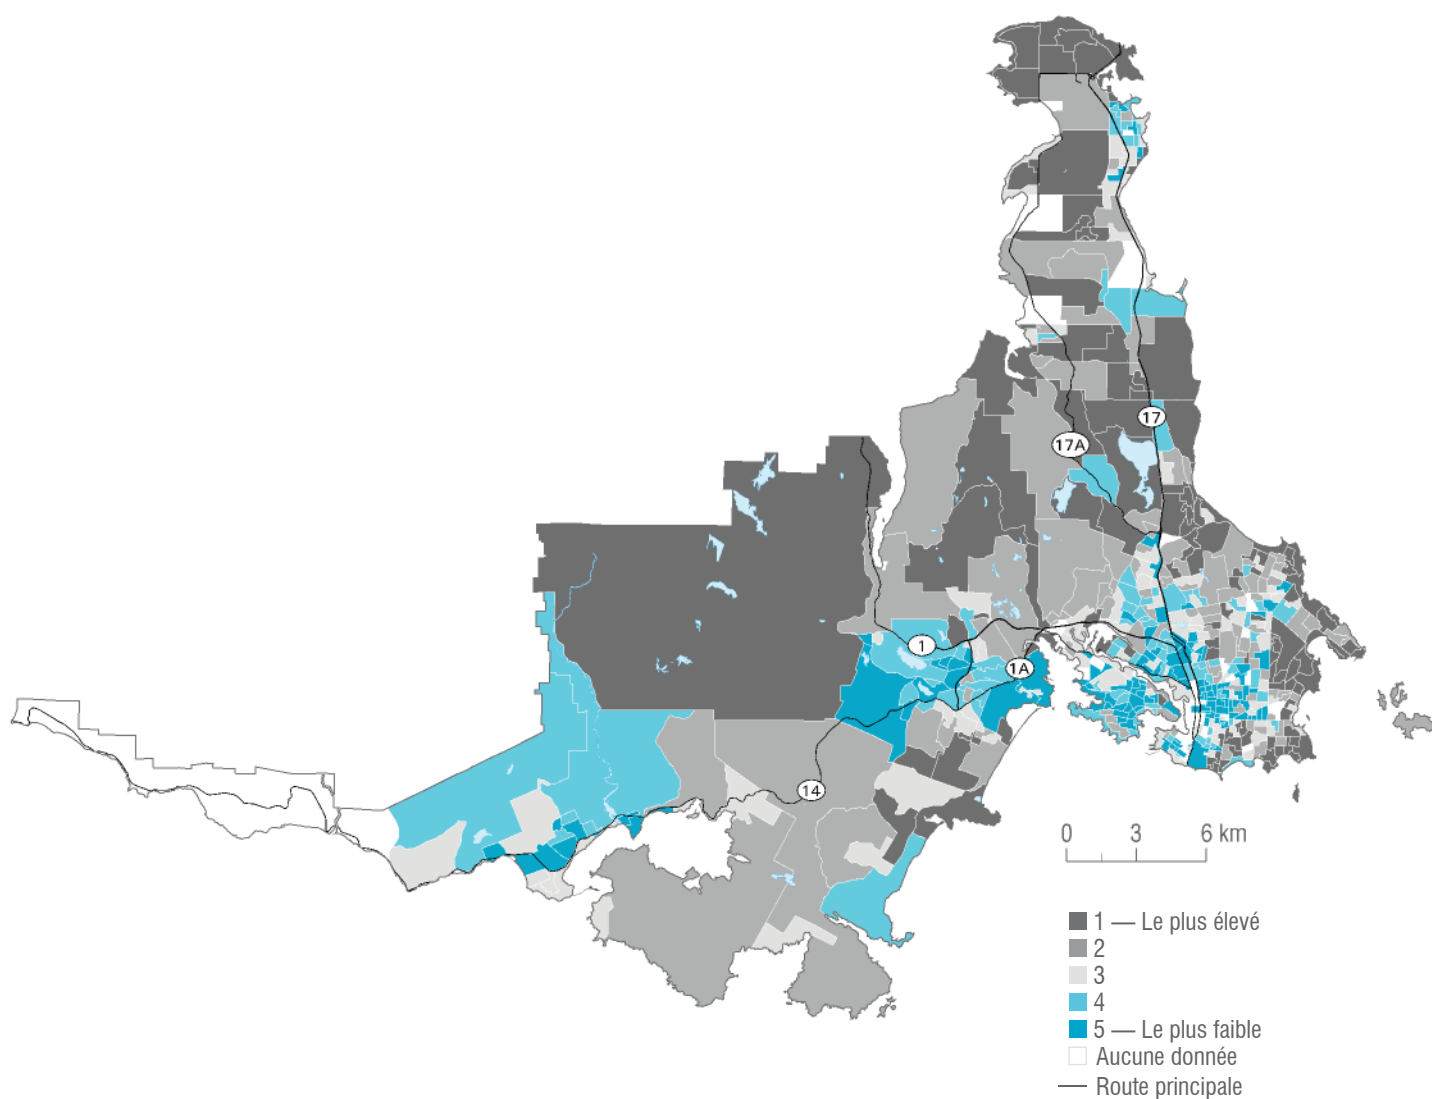 17
17A
1
1A
14
0 3 6 km
1 — Le plus élevé
2
3
4
5 — Le plus faible
Aucune donnée
Route principale